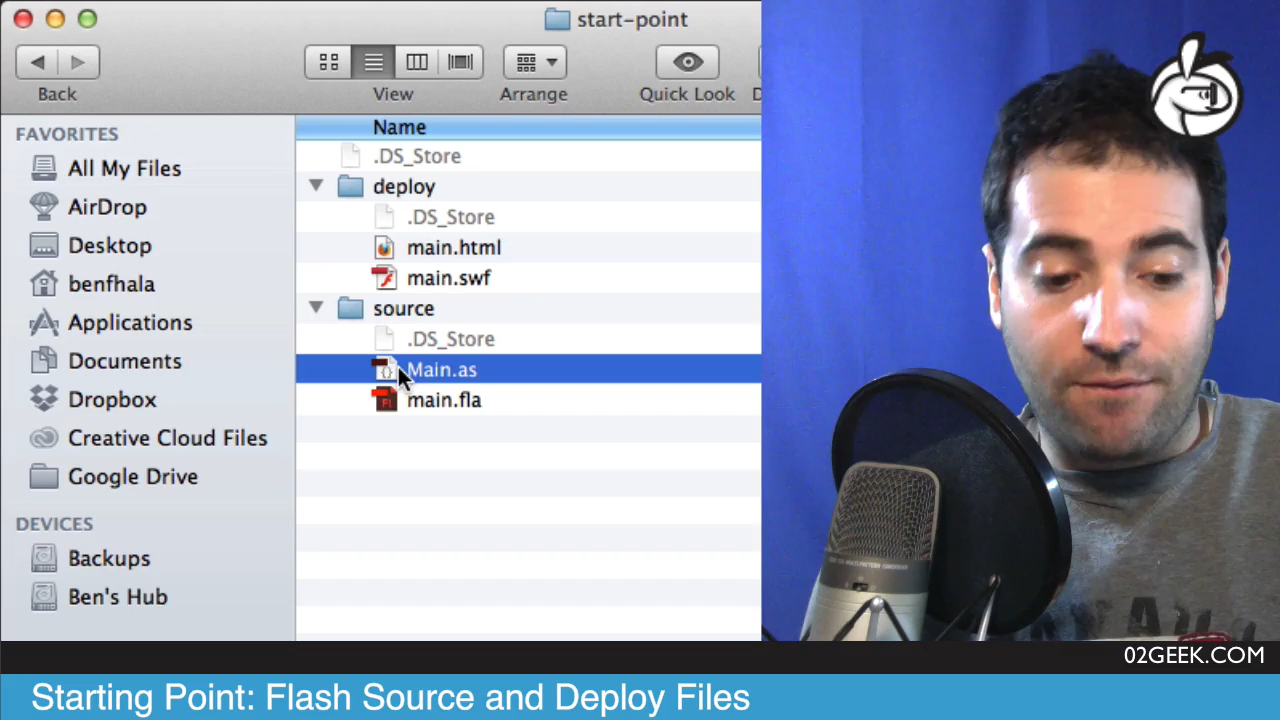 start-point
Back
View
Arrange
Quick Look
FAVORITES
All My Files
AirDrop
Desktop
benfhala
Applications
Documents
Dropbox
Creative Cloud Files
Google Drive
DEVICES
Backups
Ben's Hub
Name
.DS_Store
deploy
.DS_Store
main.html
main.swf
source
.DS_Store
Main.as
main.fla
02GEEK.COM
Starting Point: Flash Source and Deploy Files